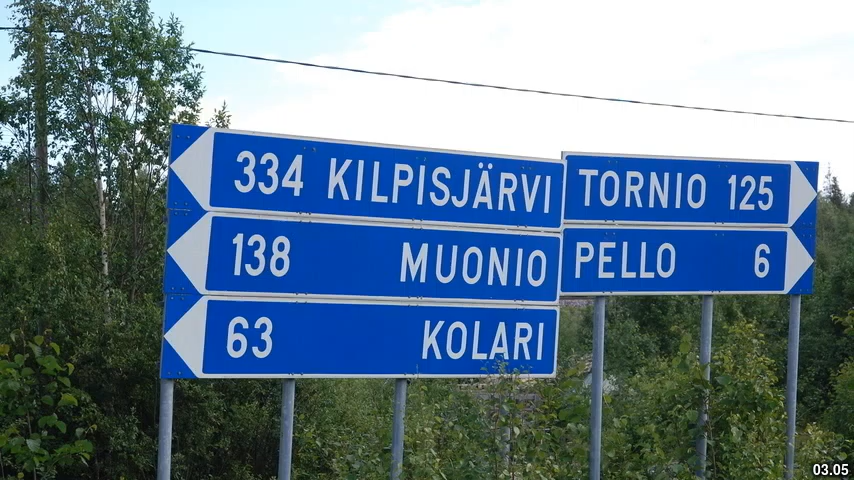 334 KILPISJÄRVI
138 MUONIO
63 KOLARI
TORNIO 125
PELLO 6
03.05